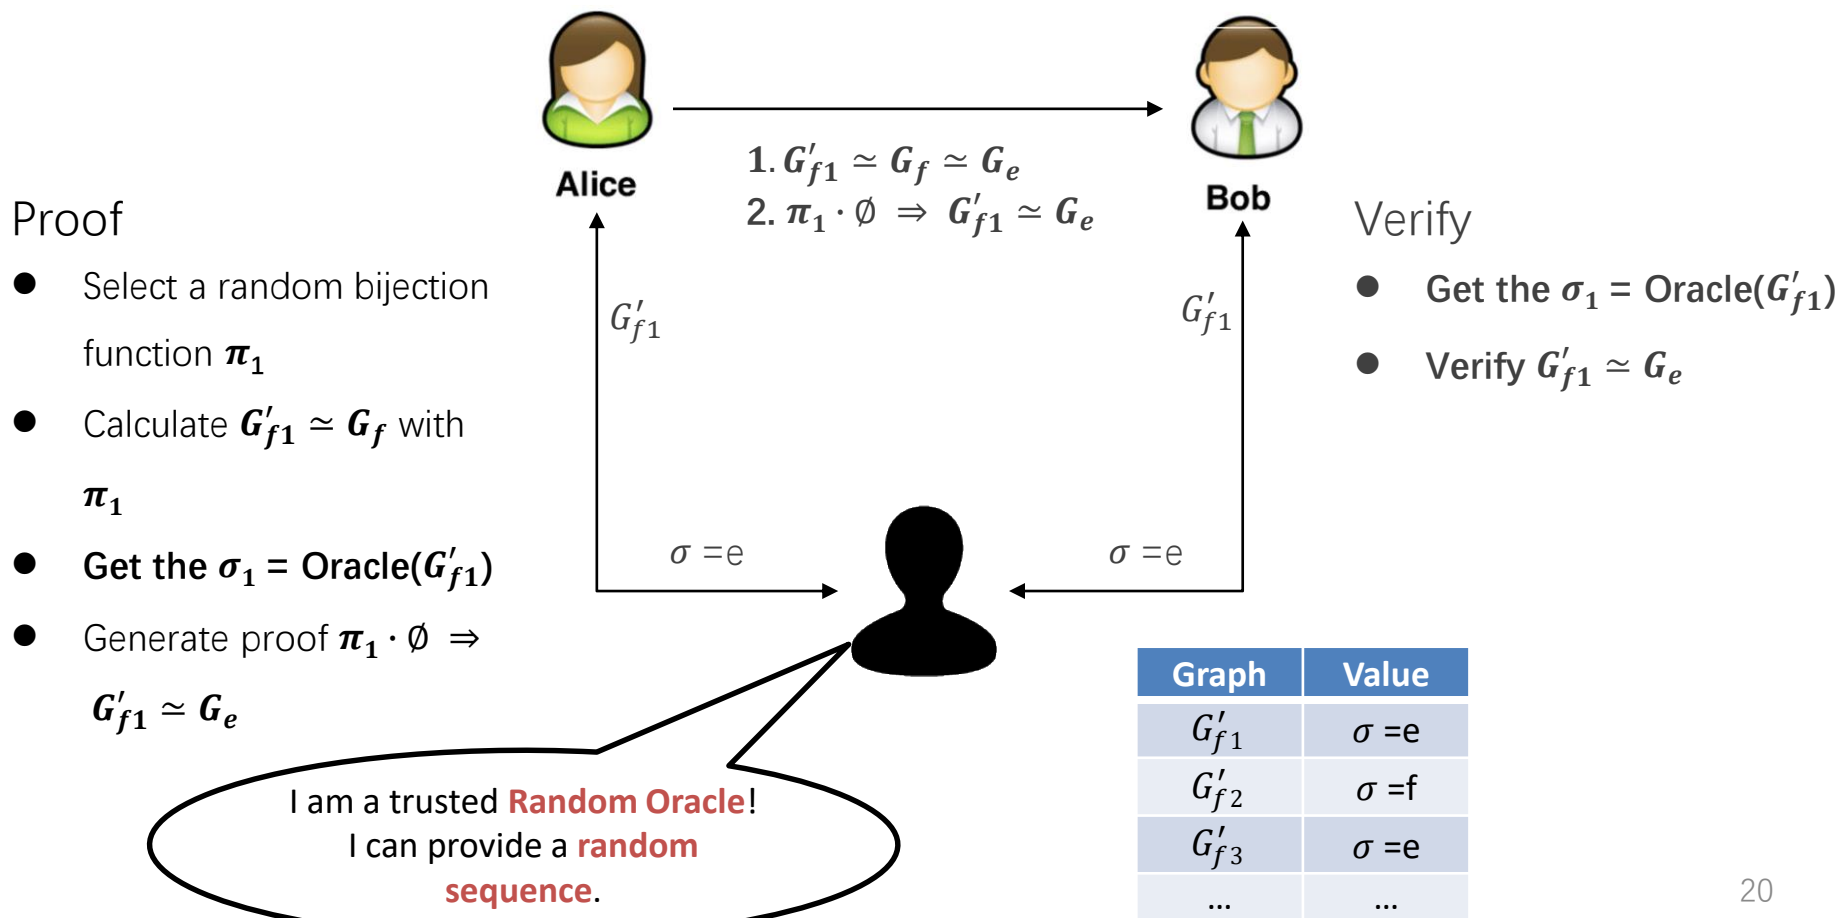 Alice
Bob
1. G′f1 ≃ Gf ≃ Ge
2. π1 · ∅ ⇒ G′f1 ≃ Ge
Proof
● Select a random bijection
function π1
● Calculate G′f1 ≃ Gf with
π1
● Get the σ1 = Oracle(G′f1)
● Generate proof π1 · ∅ ⇒
G′f1 ≃ Ge
G′f1
σ =e
G′f1
σ =e
Verify
● Get the σ1 = Oracle(G′f1)
● Verify G′f1 ≃ Ge
I am a trusted Random Oracle!
I can provide a random
sequence.
Graph Value
G′f1 σ =e
G′f2 σ =f
G′f3 σ =e
... ...
20